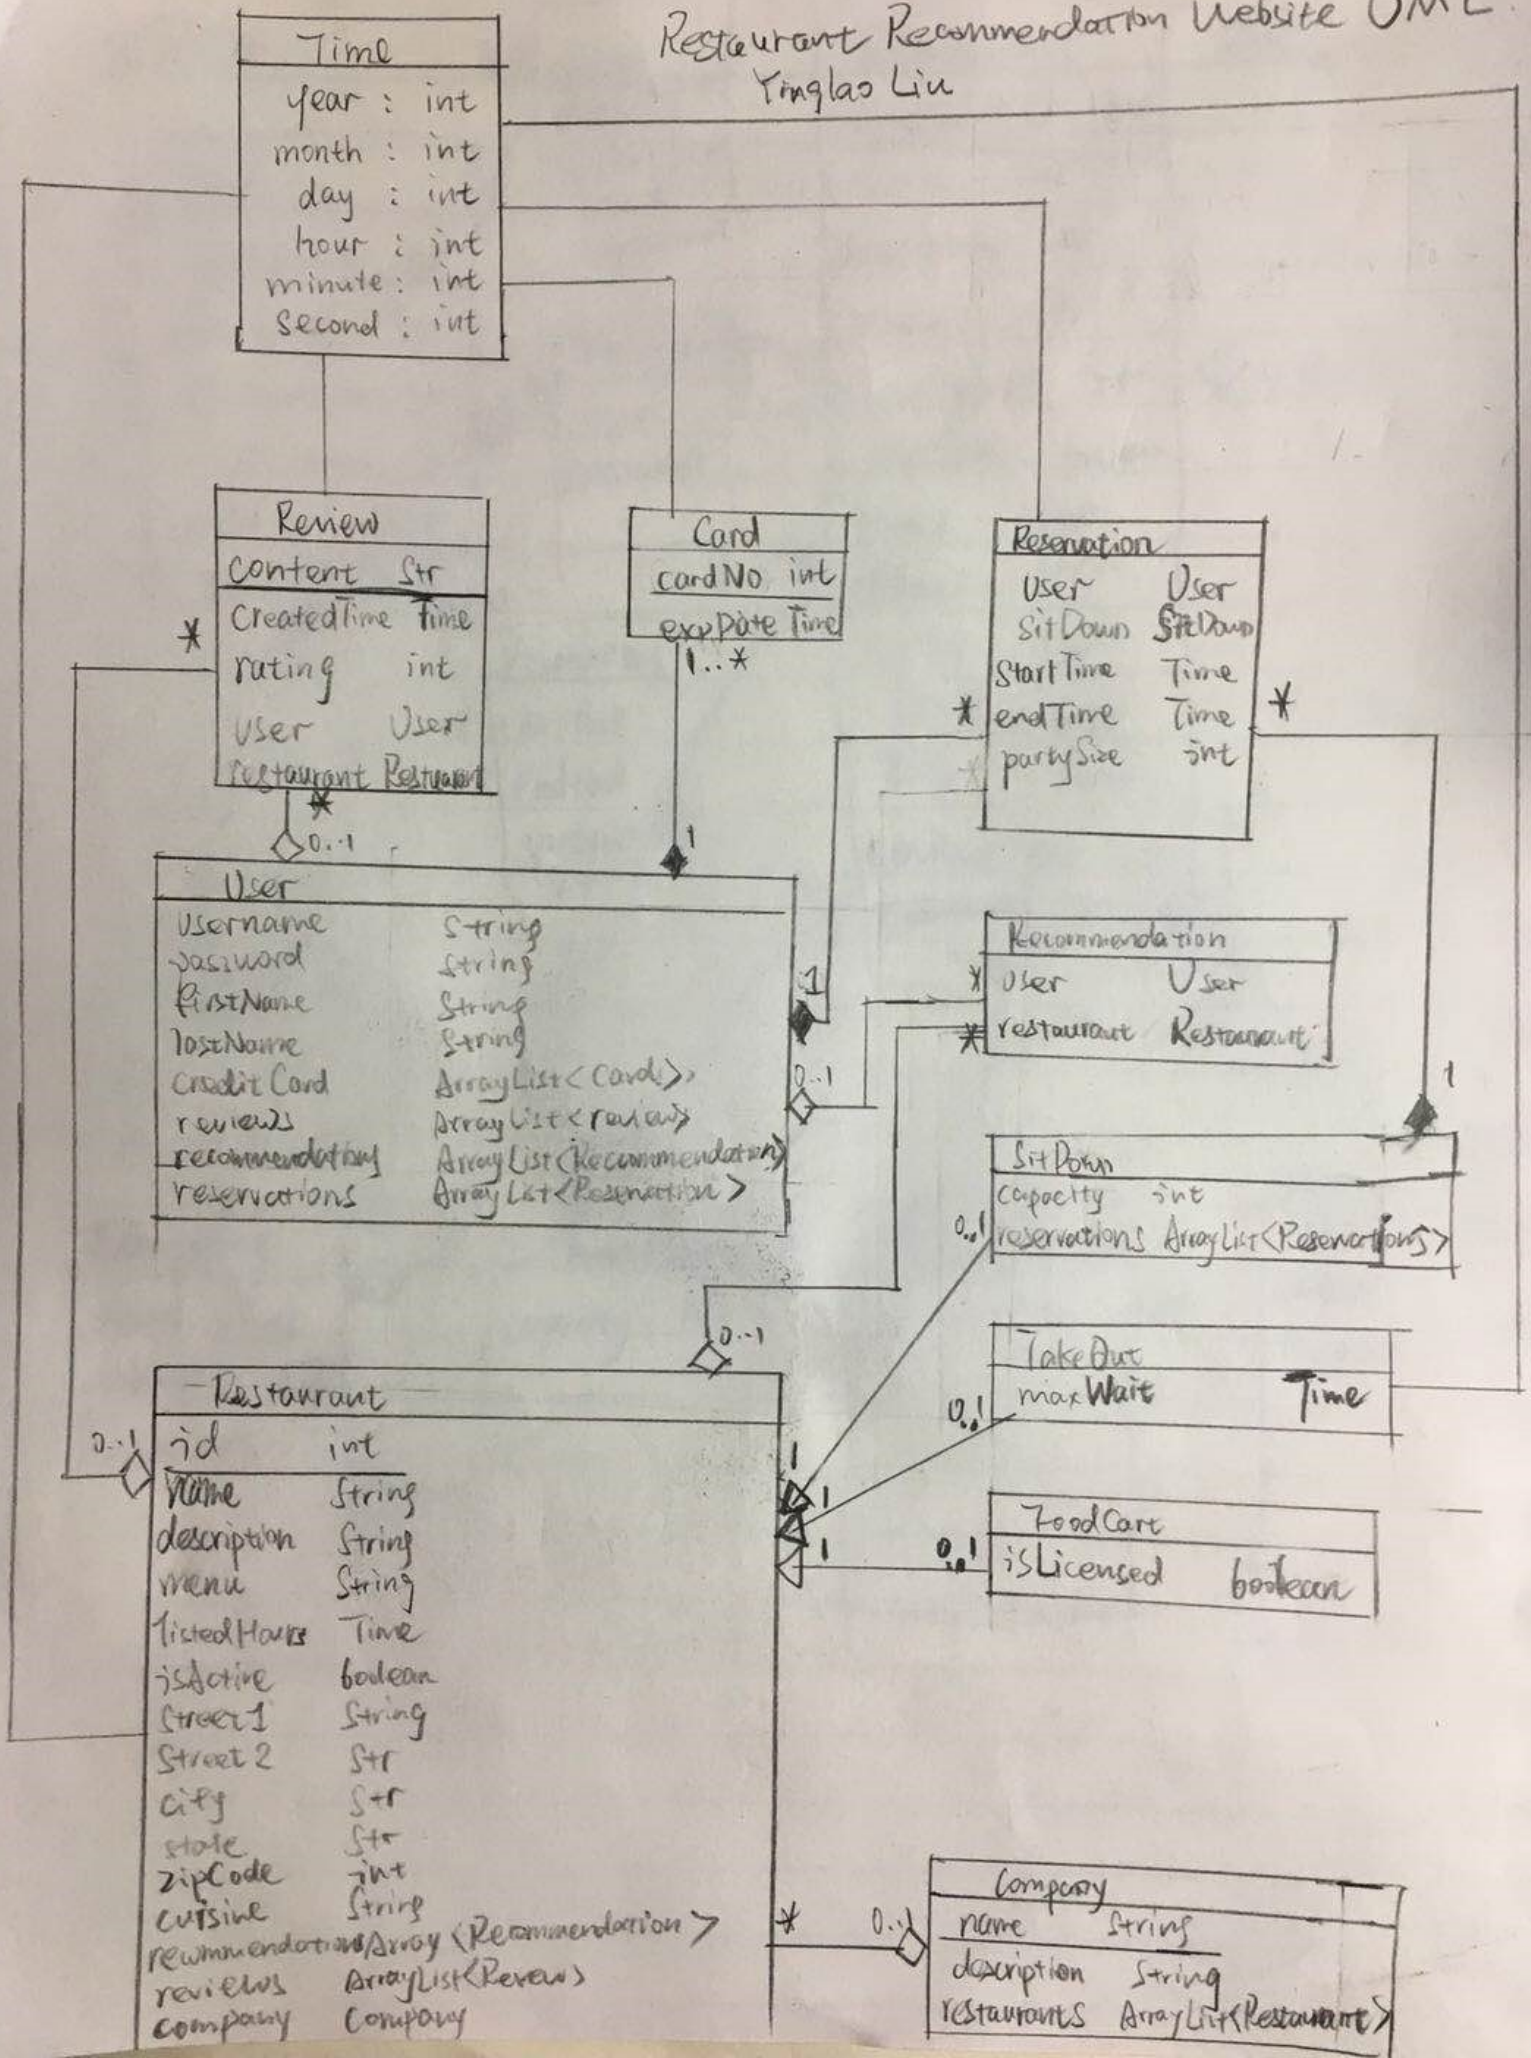 Restaurant Recommendation Website UML
Yingtao Liu
Time
year : int
month : int
day : int
hour : int
minute : int
second : int
Review
content Str
CreatedTime Time
rating int
user User
restaurant Restuarant
*
*
0..1
Card
cardNo int
expDate Time
1..*
1
Reservation
User User
SitDown SitDown
StartTime Time
* endTime Time *
* partySize int
User
Username String
password String
firstName String
lastName String
creditCard ArrayList<Card>
reviews ArrayList<review>
recommendations ArrayList<Recommendation>
reservations ArrayList<Reservation>
1
0..1
Recommendation
* user User
* restaurant Restaurant
1
SitDown
capacity int
0..1 reservations ArrayList<Reservations>
TakeOut
maxWait Time
0..1
0..1
Restaurant
0..1
id int
name String
description String
menu String
listedHours Time
isActive boolean
Street1 String
Street2 Str
city Str
state Str
zipCode int
cuisine String
recommendations Array<Recommendation>
reviews ArrayList<Review>
company Company
1
1
1
FoodCart
0..1 isLicensed boolean
* 0..1
Company
name String
description String
restaurants ArrayList<Restaurant>